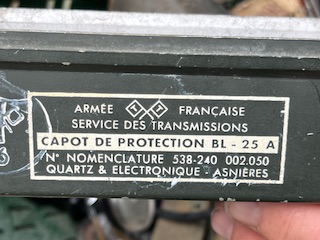 ARMÉE FRANÇAISE
SERVICE DES TRANSMISSIONS
CAPOT DE PROTECTION BL - 25 A
N° NOMENCLATURE 538-240 002.050
QUARTZ & ELECTRONIQUE - ASNIÈRES